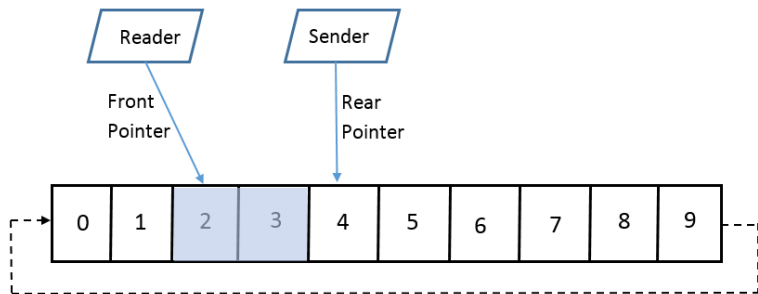 Reader
Sender
Front
Pointer
Rear
Pointer
0 1 2 3 4 5 6 7 8 9